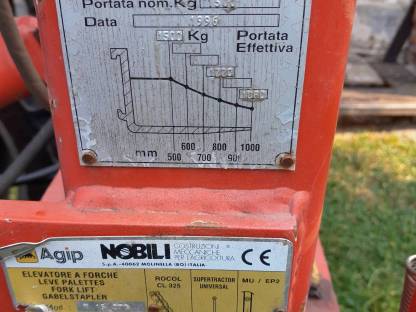 Portata nom. Kg 1500
Data 1996
1500 Kg Portata
Effettiva
600 800 1000
mm 500 700 900
Agip NOBILI COSTRUZIONI MECCANICHE PER L'AGRICOLTURA CE
S.p.A. -40062 MOLINELLA (BO) ITALIA
ELEVATORE A FORCHE ROCOL SUPERTRACTOR MU / EP2
LEVE PALETTES CL 325 UNIVERSAL
FORK LIFT
GABELSTAPLER